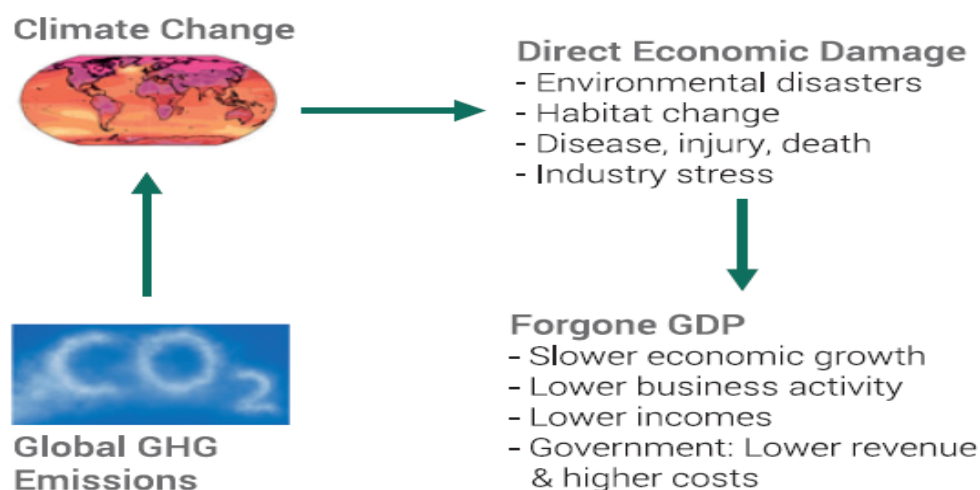 Climate Change
Direct Economic Damage
- Environmental disasters
- Habitat change
- Disease, injury, death
- Industry stress
CO2
Global GHG
Emissions
Forgone GDP
- Slower economic growth
- Lower business activity
- Lower incomes
- Government: Lower revenue
& higher costs